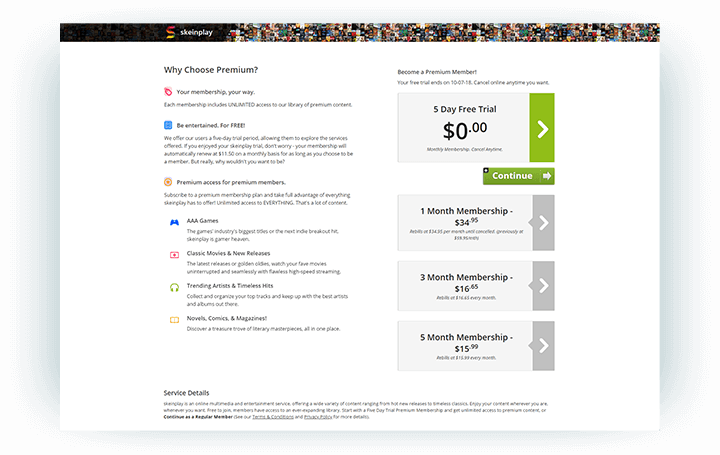 skeinplay
Why Choose Premium?
Your membership, your way.
Each membership includes UNLIMITED access to our library of premium content.
Be entertained. For FREE!
We offer our users a five-day trial period, allowing them to explore the services
offered. If you enjoyed your skeinplay trial, don't worry - your membership will
automatically renew at $11.50 on a monthly basis for as long as you choose to be
a member. But really, why wouldn't you want to be?
Premium access for premium members.
Subscribe to a premium membership plan and take full advantage of everything
skeinplay has to offer! Unlimited access to EVERYTHING. That's a lot of content.
AAA Games
The games' industry's biggest titles or the next indie breakout hit.
skeinplay is gamer heaven.
Classic Movies & New Releases
The latest releases or golden oldies, watch your fave movies
uninterrupted and seamlessly with flawless high-speed streaming.
Trending Artists & Timeless Hits
Collect and organize your top tracks and keep up with the best artists
and albums out there.
Novels, Comics, & Magazines!
Discover a treasure trove of literary masterpieces, all in one place.
Become a Premium Member!
Your free trial ends on 10-07-18. Cancel online anytime you want.
5 Day Free Trial
$0.00
Monthly Membership. Cancel Anytime.
Continue
1 Month Membership -
$34.95
Rebills at $34.95 per month until cancelled. (previously at
$59.95/mth)
3 Month Membership -
$16.65
Rebills at $16.65 every month.
5 Month Membership -
$15.99
Rebills at $15.99 every month.
Service Details
skeinplay is an online multimedia and entertainment service, offering a wide variety of content ranging from hot new releases to timeless classics. Enjoy your content wherever you are,
whenever you want. Free to join, members have access to an ever-expanding library. Start with a Five Day Trial Premium Membership and get unlimited access to premium content, or
Continue as a Regular Member (See our Terms & Conditions and Privacy Policy for more details).